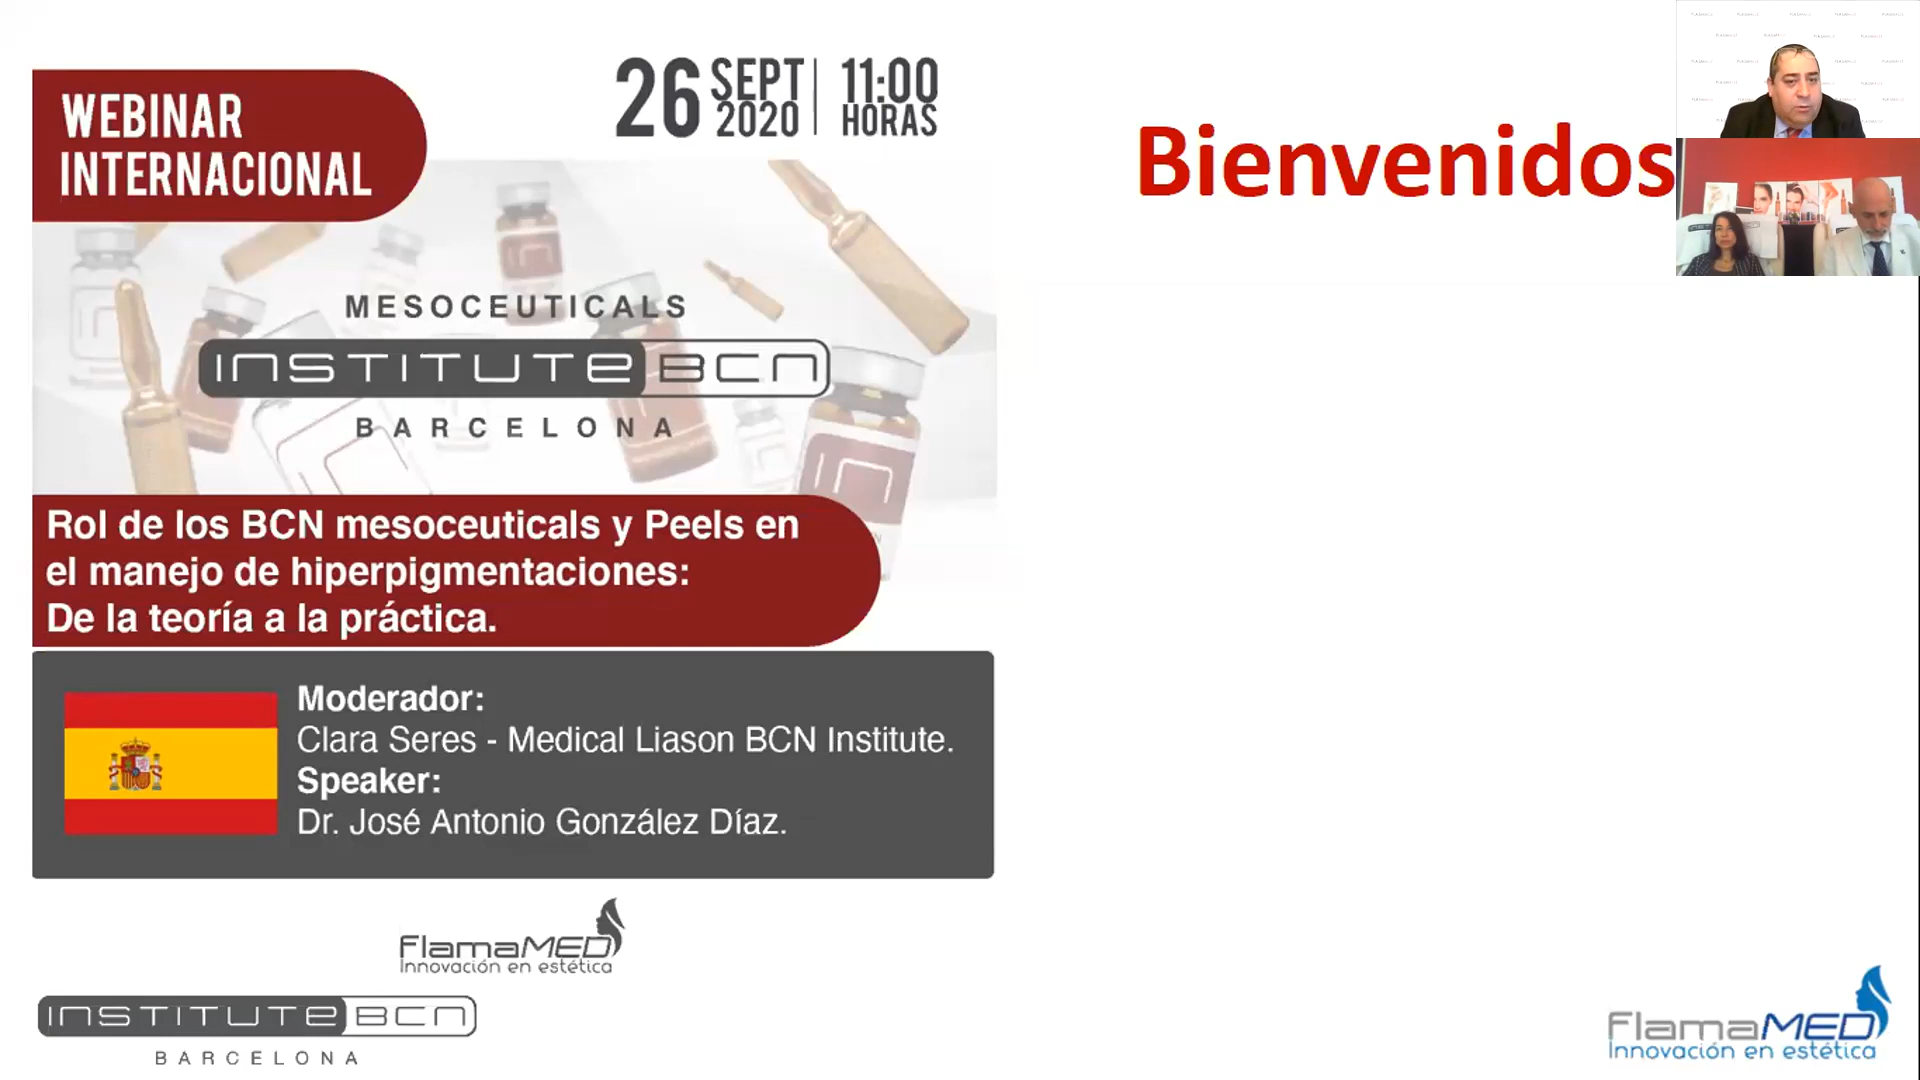 WEBINAR
INTERNACIONAL
26 SEPT 2020 | 11:00 HORAS
Bienvenidos
MESOCEUTICALS
INSTITUTE BCN
BARCELONA
Rol de los BCN mesoceuticals y Peels en
el manejo de hiperpigmentaciones:
De la teoría a la práctica.
Moderador:
Clara Seres - Medical Liason BCN Institute.
Speaker:
Dr. José Antonio González Díaz.
FlamaMED
Innovación en estética
INSTITUTE BCN
BARCELONA
FlamaMED
Innovación en estética